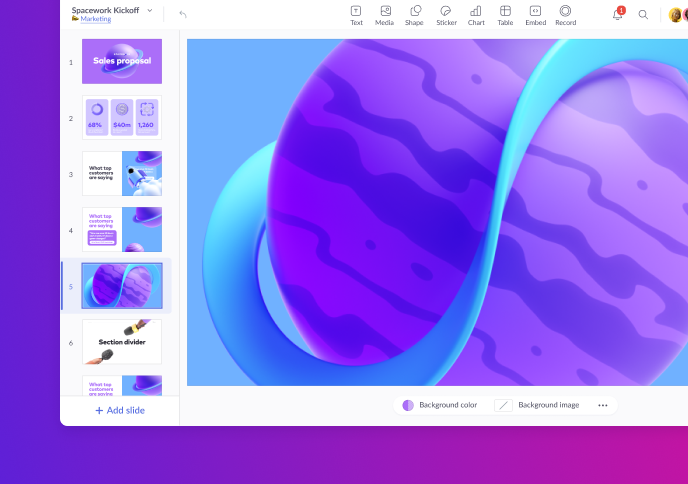 Spacework Kickoff
Marketing
Text
Media
Shape
Sticker
Chart
Table
Embed
Record
1
1
Sales proposal
2
68%
$40m
1,260
3
What top
customers
are saying
4
What top
customers
are saying
5
6
Section divider
What top
customers
are saying
+ Add slide
Background color
Background image